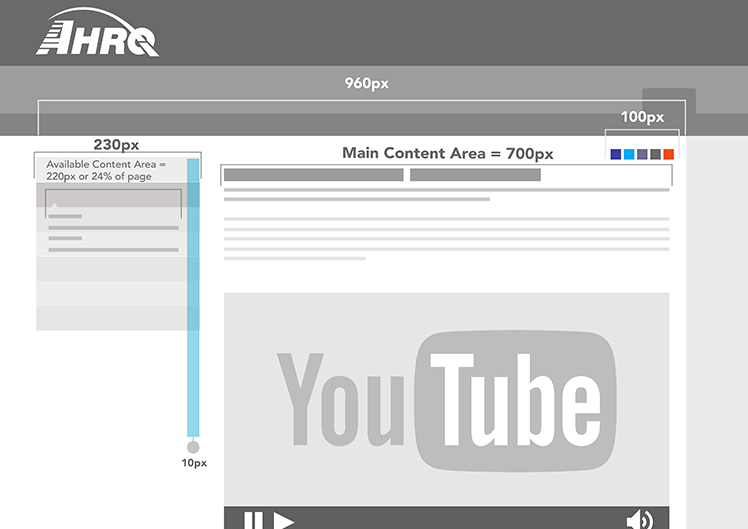 AHRQ
960px
100px
230px
Main Content Area = 700px
Available Content Area =
220px or 24% of page
YouTube
10px